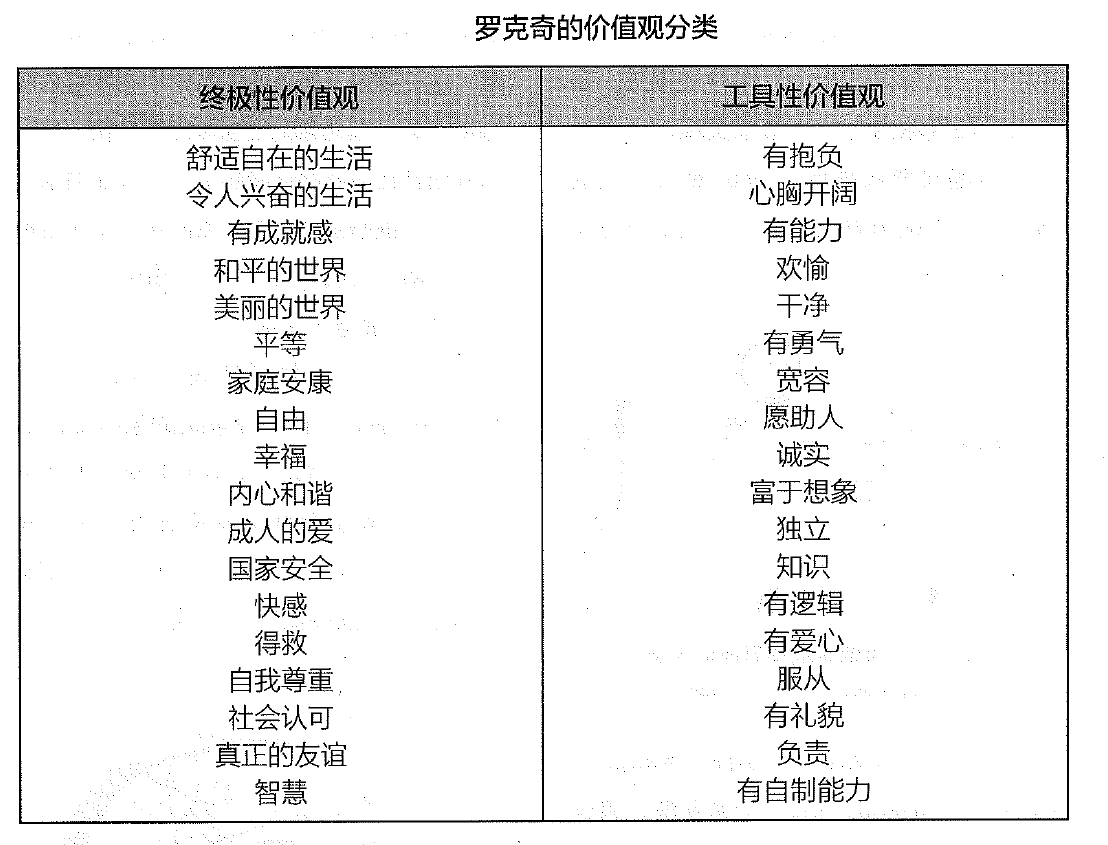 罗克奇的价值观分类
终极性价值观 工具性价值观
舒适自在的生活 有抱负
令人兴奋的生活 心胸开阔
有成就感 有能力
和平的世界 欢愉
美丽的世界 干净
平等 有勇气
家庭安康 宽容
自由 愿助人
幸福 诚实
内心和谐 富于想象
成人的爱 独立
国家安全 知识
快感 有逻辑
得救 有爱心
自我尊重 服从
社会认可 有礼貌
真正的友谊 负责
智慧 有自制能力